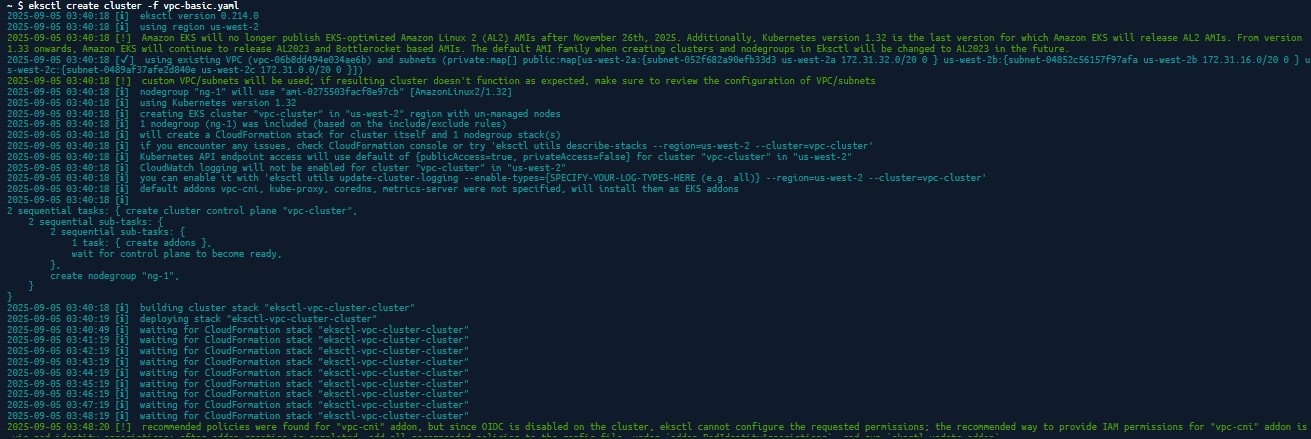 ~ $ eksctl create cluster -f vpc-basic.yaml
2025-09-05 03:40:18 [ℹ]  eksctl version 0.214.0
2025-09-05 03:40:18 [ℹ]  using region us-west-2
2025-09-05 03:40:18 [!]  Amazon EKS will no longer publish EKS-optimized Amazon Linux 2 (AL2) AMIs after November 26th, 2025. Additionally, Kubernetes version 1.32 is the last version for which Amazon EKS will release AL2 AMIs. From version
1.33 onwards, Amazon EKS will continue to release AL2023 and Bottlerocket based AMIs. The default AMI family when creating clusters and nodegroups in Eksctl will be changed to AL2023 in the future.
2025-09-05 03:40:18 [✔]  using existing VPC (vpc-06b8dd494e034ae6b) and subnets (private:map[] public:map[us-west-2a:{subnet-052f682a90efb33d3 us-west-2a 172.31.32.0/20 0 } us-west-2b:{subnet-04852c56157f97afa us-west-2b 172.31.16.0/20 0 } u
s-west-2c:{subnet-0489af37afe2d840e us-west-2c 172.31.0.0/20 0 }])
2025-09-05 03:40:18 [!]  custom VPC/subnets will be used; if resulting cluster doesn't function as expected, make sure to review the configuration of VPC/subnets
2025-09-05 03:40:18 [ℹ]  nodegroup "ng-1" will use "ami-0275503facf8e97cb" [AmazonLinux2/1.32]
2025-09-05 03:40:18 [ℹ]  using Kubernetes version 1.32
2025-09-05 03:40:18 [ℹ]  creating EKS cluster "vpc-cluster" in "us-west-2" region with un-managed nodes
2025-09-05 03:40:18 [ℹ]  1 nodegroup (ng-1) was included (based on the include/exclude rules)
2025-09-05 03:40:18 [ℹ]  will create a CloudFormation stack for cluster itself and 1 nodegroup stack(s)
2025-09-05 03:40:18 [ℹ]  if you encounter any issues, check CloudFormation console or try 'eksctl utils describe-stacks --region=us-west-2 --cluster=vpc-cluster'
2025-09-05 03:40:18 [ℹ]  Kubernetes API endpoint access will use default of {publicAccess=true, privateAccess=false} for cluster "vpc-cluster" in "us-west-2"
2025-09-05 03:40:18 [ℹ]  CloudWatch logging will not be enabled for cluster "vpc-cluster" in "us-west-2"
2025-09-05 03:40:18 [ℹ]  you can enable it with 'eksctl utils update-cluster-logging --enable-types={SPECIFY-YOUR-LOG-TYPES-HERE (e.g. all)} --region=us-west-2 --cluster=vpc-cluster'
2025-09-05 03:40:18 [ℹ]  default addons vpc-cni, kube-proxy, coredns, metrics-server were not specified, will install them as EKS addons
2025-09-05 03:40:18 [ℹ]
2 sequential tasks: { create cluster control plane "vpc-cluster",
    2 sequential sub-tasks: {
        2 sequential sub-tasks: {
            1 task: { create addons },
            wait for control plane to become ready,
        },
        create nodegroup "ng-1",
    }
}
2025-09-05 03:40:18 [ℹ]  building cluster stack "eksctl-vpc-cluster-cluster"
2025-09-05 03:40:19 [ℹ]  deploying stack "eksctl-vpc-cluster-cluster"
2025-09-05 03:40:49 [ℹ]  waiting for CloudFormation stack "eksctl-vpc-cluster-cluster"
2025-09-05 03:41:19 [ℹ]  waiting for CloudFormation stack "eksctl-vpc-cluster-cluster"
2025-09-05 03:42:19 [ℹ]  waiting for CloudFormation stack "eksctl-vpc-cluster-cluster"
2025-09-05 03:43:19 [ℹ]  waiting for CloudFormation stack "eksctl-vpc-cluster-cluster"
2025-09-05 03:44:19 [ℹ]  waiting for CloudFormation stack "eksctl-vpc-cluster-cluster"
2025-09-05 03:45:19 [ℹ]  waiting for CloudFormation stack "eksctl-vpc-cluster-cluster"
2025-09-05 03:46:19 [ℹ]  waiting for CloudFormation stack "eksctl-vpc-cluster-cluster"
2025-09-05 03:47:19 [ℹ]  waiting for CloudFormation stack "eksctl-vpc-cluster-cluster"
2025-09-05 03:48:19 [ℹ]  waiting for CloudFormation stack "eksctl-vpc-cluster-cluster"
2025-09-05 03:48:20 [!]  recommended policies were found for "vpc-cni" addon, but since OIDC is disabled on the cluster, eksctl cannot configure the requested permissions; the recommended way to provide IAM permissions for "vpc-cni" addon is